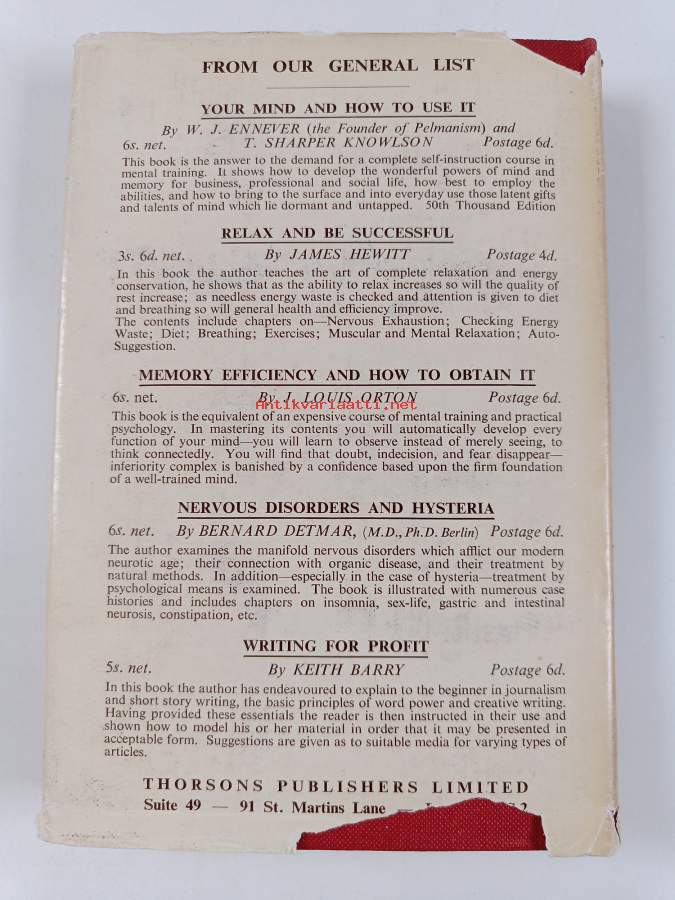 FROM OUR GENERAL LIST
YOUR MIND AND HOW TO USE IT
By W. J. ENNEVER (the Founder of Pelmanism) and
6s. net. T. SHARPER KNOWLSON Postage 6d.
This book is the answer to the demand for a complete self-instruction course in
mental training. It shows how to develop the wonderful powers of mind and
memory for business, professional and social life, how best to employ the
abilities, and how to bring to the surface and into everyday use those latent gifts
and talents of mind which lie dormant and untapped. 50th Thousand Edition
RELAX AND BE SUCCESSFUL
3s. 6d. net. By JAMES HEWITT Postage 4d.
In this book the author teaches the art of complete relaxation and energy
conservation, he shows that as the ability to relax increases so will the quality of
rest increase; as needless energy waste is checked and attention is given to diet
and breathing so will general health and efficiency improve.
The contents include chapters on—Nervous Exhaustion; Checking Energy
Waste; Diet; Breathing; Exercises; Muscular and Mental Relaxation; Auto-
Suggestion.
MEMORY EFFICIENCY AND HOW TO OBTAIN IT
6s. net. By J. LOUIS ORTON Postage 6d.
Antikvariaatti.net
This book is the equivalent of an expensive course of mental training and practical
psychology. In mastering its contents you will automatically develop every
function of your mind—you will learn to observe instead of merely seeing, to
think connectedly. You will find that doubt, indecision, and fear disappear—
inferiority complex is banished by a confidence based upon the firm foundation
of a well-trained mind.
NERVOUS DISORDERS AND HYSTERIA
6s. net. By BERNARD DETMAR, (M.D., Ph.D. Berlin) Postage 6d.
The author examines the manifold nervous disorders which afflict our modern
neurotic age; their connection with organic disease, and their treatment by
natural methods. In addition—especially in the case of hysteria—treatment by
psychological means is examined. The book is illustrated with numerous case
histories and includes chapters on insomnia, sex-life, gastric and intestinal
neurosis, constipation, etc.
WRITING FOR PROFIT
5s. net. By KEITH BARRY Postage 6d.
In this book the author has endeavoured to explain to the beginner in journalism
and short story writing, the basic principles of word power and creative writing.
Having provided these essentials the reader is then instructed in their use and
shown how to model his or her material in order that it may be presented in
acceptable form. Suggestions are given as to suitable media for varying types of
articles.
THORSONS PUBLISHERS LIMITED
Suite 49 — 91 St. Martins Lane —